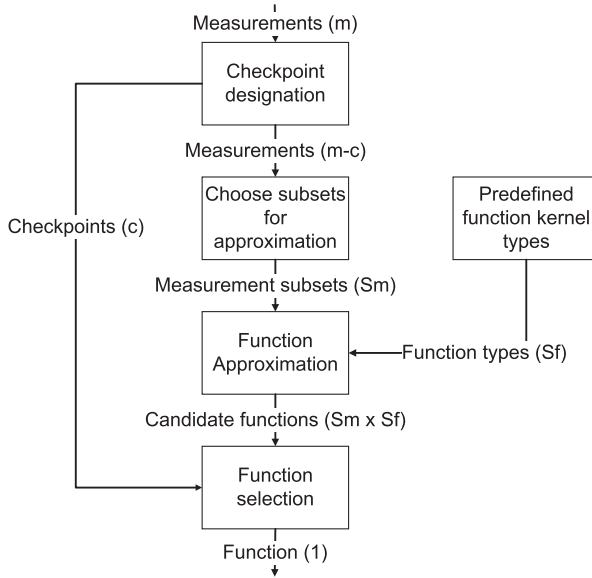 Measurements (m)
Checkpoint
designation
Measurements (m-c)
Choose subsets
for
approximation
Predefined
function kernel
types
Checkpoints (c)
Measurement subsets (Sm)
Function
Approximation
Function types (Sf)
Candidate functions (Sm x Sf)
Function
selection
Function (1)